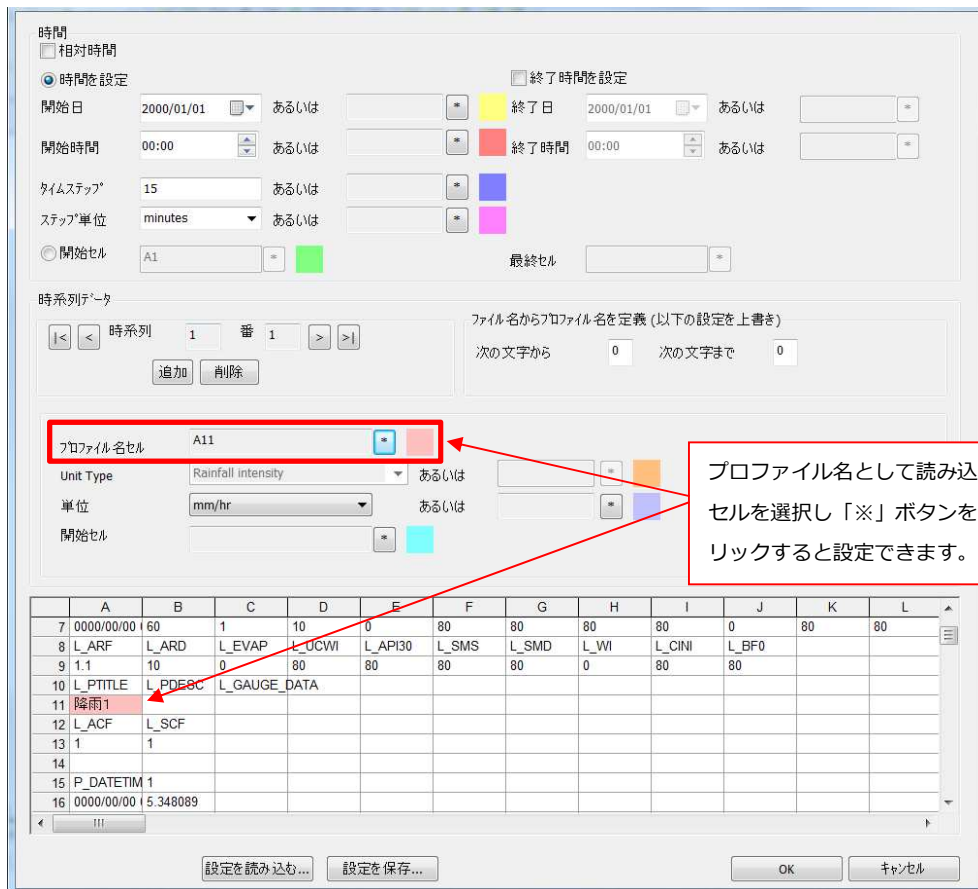 時間
相対時間
時間を設定 終了時間を設定
開始日 2000/01/01 あるいは * 終了日 2000/01/01 あるいは *
開始時間 00:00 あるいは * 終了時間 00:00 あるいは *
タイムステップ 15 あるいは *
ステップ単位 minutes あるいは *
開始セル A1 * 最終セル *
時系列データ
|< < 時系列 1 番 1 > >|
追加 削除
ファイル名からプロファイル名を定義 (以下の設定を上書き)
次の文字から 0 次の文字まで 0
プロファイル名セル A11 *
Unit Type Rainfall intensity あるいは *
単位 mm/hr あるいは *
開始セル *
プロファイル名として読み込
セルを選択し「※」ボタンを
リックすると設定できます。
A B C D E F G H I J K L
7 0000/00/00 0 60 1 10 0 80 80 80 80 0 80 80
8 L_ARF L_ARD L_EVAP L_UCWI L_API30 L_SMS L_SMD L_WI L_CINI L_BF0
9 1.1 10 0 80 80 80 80 0 80 80
10 L_PTITLE L_PDESC L_GAUGE_DATA
11 降雨1
12 L_ACF L_SCF
13 1 1
14
15 P_DATETIM 1
16 0000/00/00 0 5.348089
設定を読み込む... 設定を保存... OK キャンセル